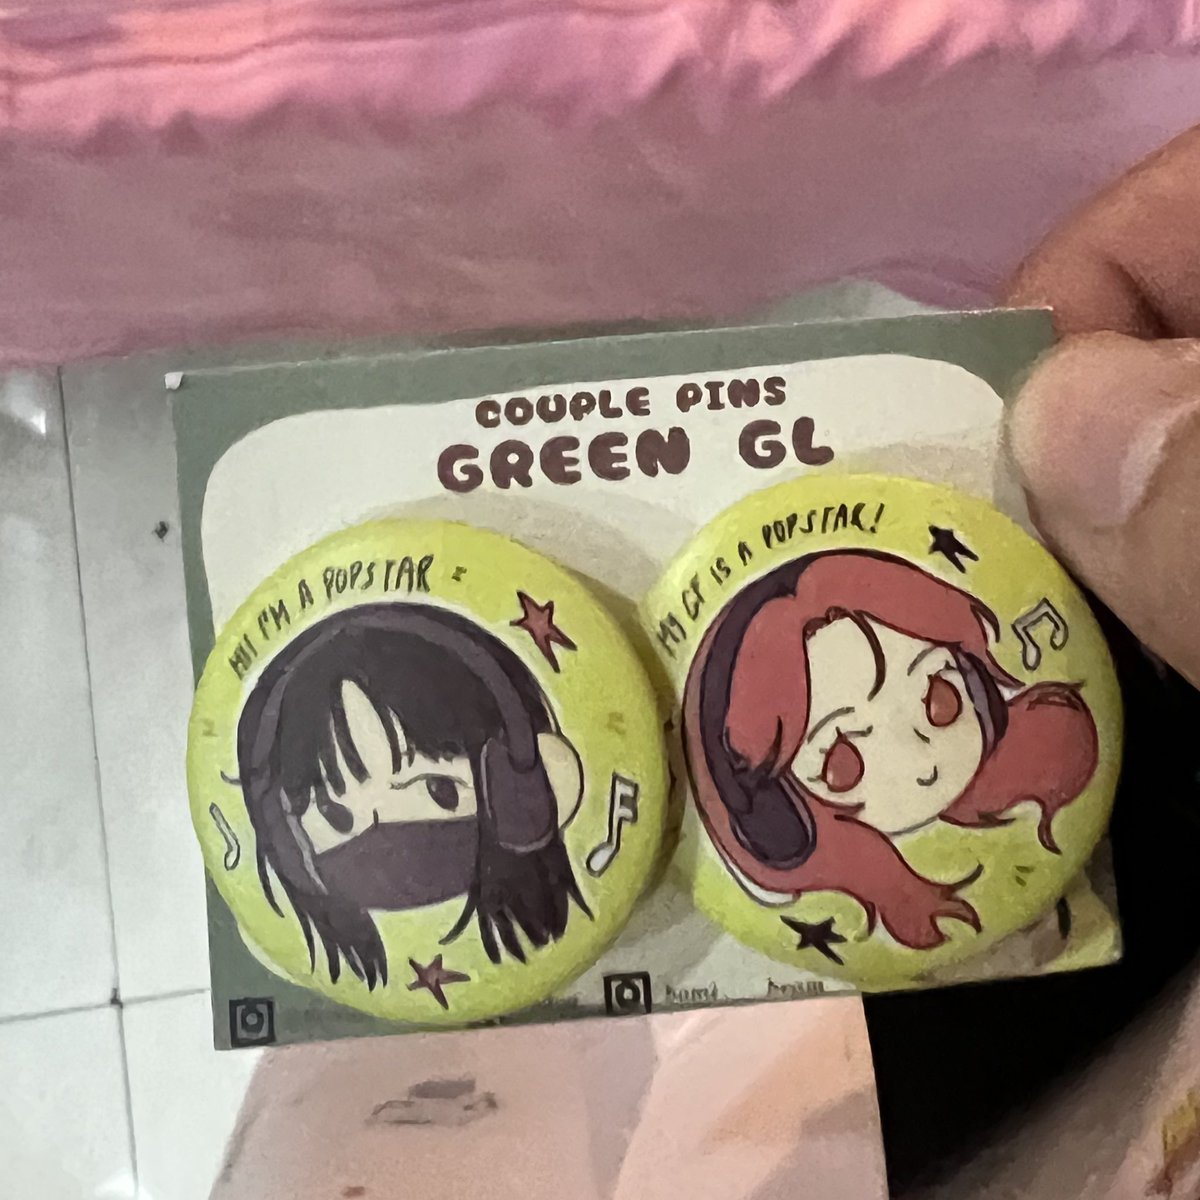 COUPLE PINS
GREEN GL
HI! I'M A POPSTAR
MY GF IS A POPSTAR!